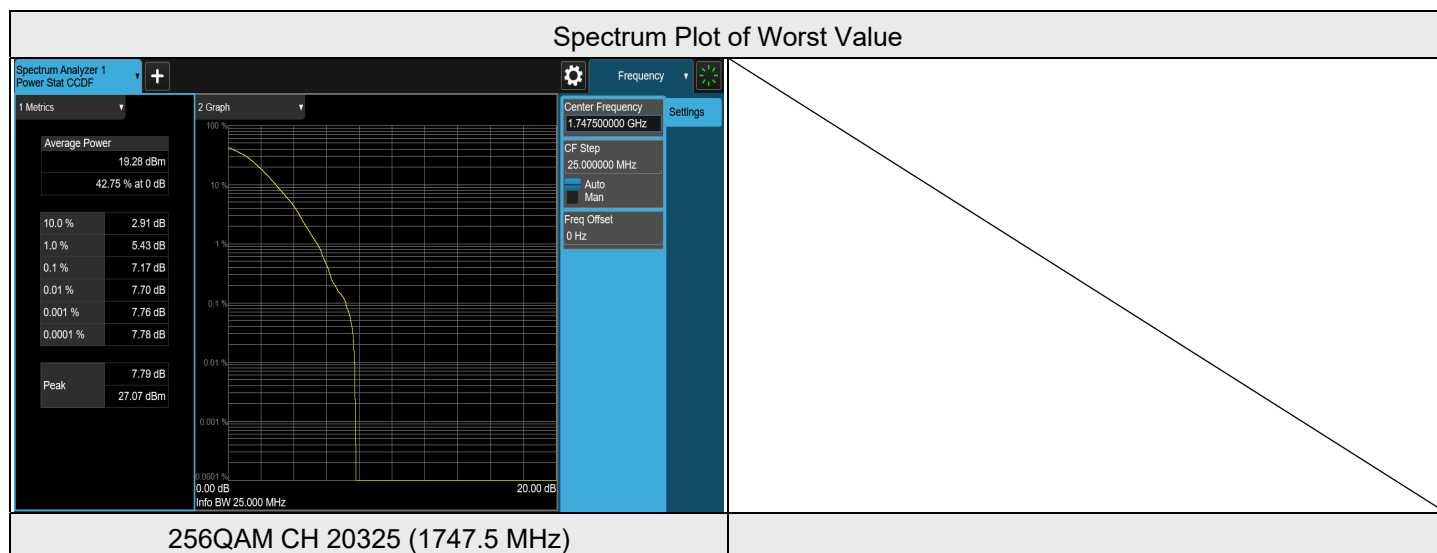 Spectrum Plot of Worst Value
Spectrum Analyzer 1
Power Stat CCDF
+
Frequency
1 Metrics
Average Power
19.28 dBm
42.75 % at 0 dB
10.0 % 2.91 dB
1.0 % 5.43 dB
0.1 % 7.17 dB
0.01 % 7.70 dB
0.001 % 7.76 dB
0.0001 % 7.78 dB
Peak 7.79 dB
27.07 dBm
2 Graph
100 %
10 %
1 %
0.1 %
0.01 %
0.001 %
0.0001 %
0.00 dB 20.00 dB
Info BW 25.000 MHz
Center Frequency
1.747500000 GHz
CF Step
25.000000 MHz
Auto
Man
Freq Offset
0 Hz
Settings
256QAM CH 20325 (1747.5 MHz)